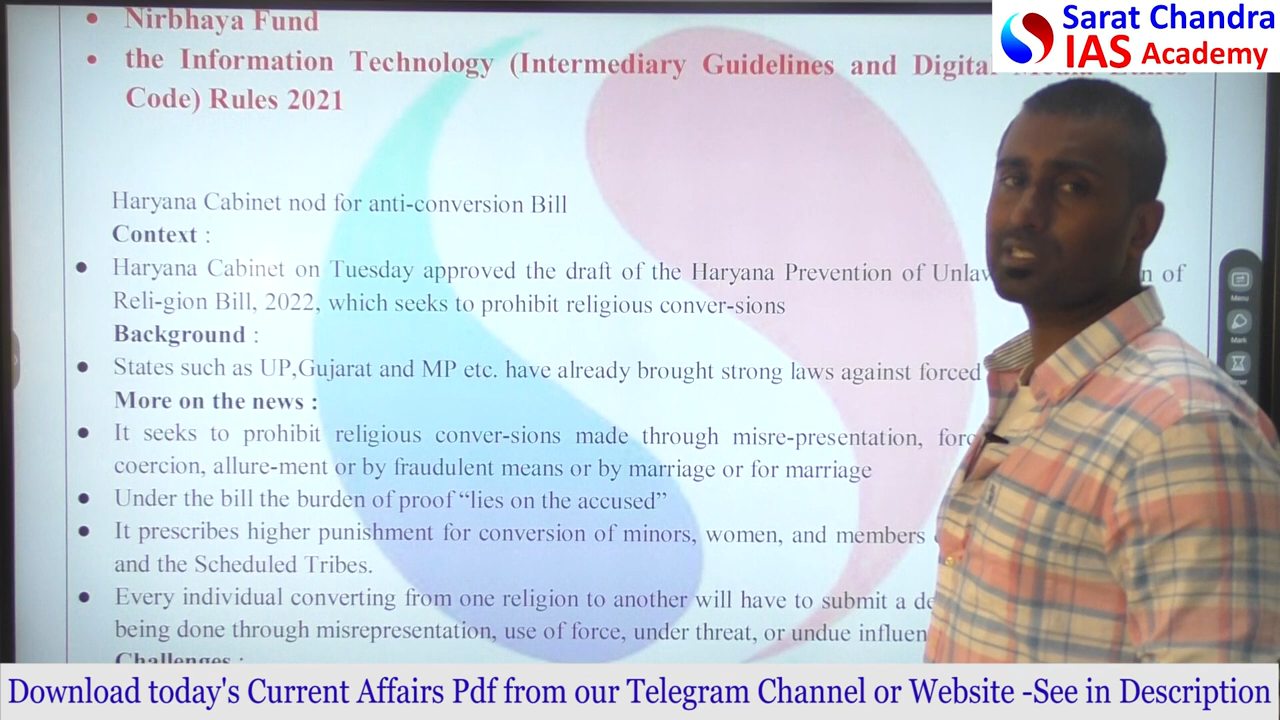 Sarat Chandra
IAS Academy
• Nirbhaya Fund
• the Information Technology (Intermediary Guidelines and Digital
Code) Rules 2021
Haryana Cabinet nod for anti-conversion Bill
Context :
● Haryana Cabinet on Tuesday approved the draft of the Haryana Prevention of of
Reli-gion Bill, 2022, which seeks to prohibit religious conver-sions
Background :
● States such as UP,Gujarat and MP etc. have already brought strong laws against forced
More on the news :
● It seeks to prohibit religious conver-sions made through misre-presentation,
coercion, allure-ment or by fraudulent means or by marriage or for marriage
● Under the bill the burden of proof “lies on the accused”
● It prescribes higher punishment for conversion of minors, women, and members
and the Scheduled Tribes.
● Every individual converting from one religion to another will have to submit a
being done through misrepresentation, use of force, under threat, or undue
Challenges :
Menu
Mark
Download today's Current Affairs Pdf from our Telegram Channel or Website -See in Description